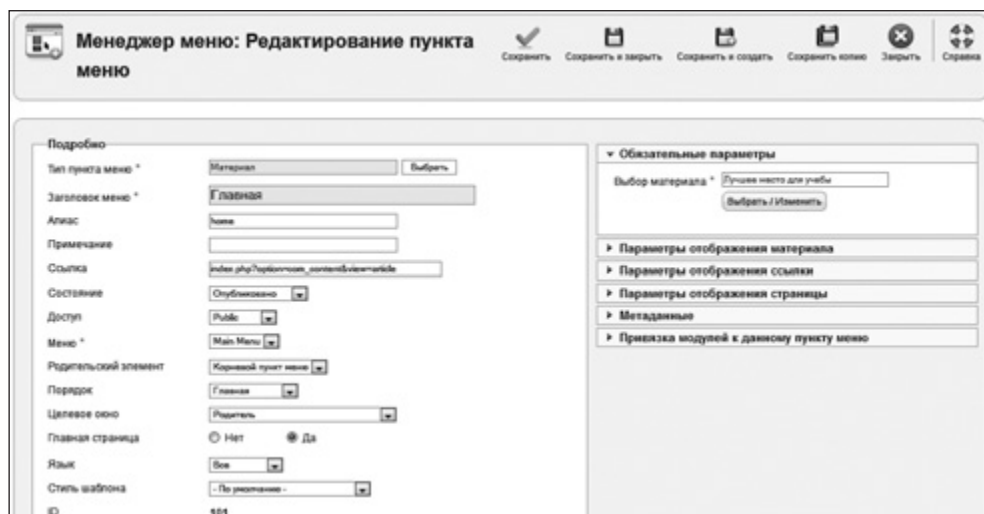 Менеджер меню: Редактирование пункта
меню
Сохранить Сохранить и закрыть Сохранить и создать Сохранить копию Закрыть Справка
Подробно
Тип пункта меню * Материал Выбрать
Заголовок меню * Главная
Алиас home
Примечание
Ссылка index.php?option=com_content&view=article
Состояние Опубликовано
Доступ Public
Меню * Main Menu
Родительский элемент Корневой пункт меню
Порядок Главная
Целевое окно Родитель
Главная страница Нет Да
Язык Все
Стиль шаблона - По умолчанию -
ID 101
Обязательные параметры
Выбор материала * Лучшее место для учебы
Выбрать / Изменить
Параметры отображения материала
Параметры отображения ссылки
Параметры отображения страницы
Метаданные
Привязка модулей к данному пункту меню